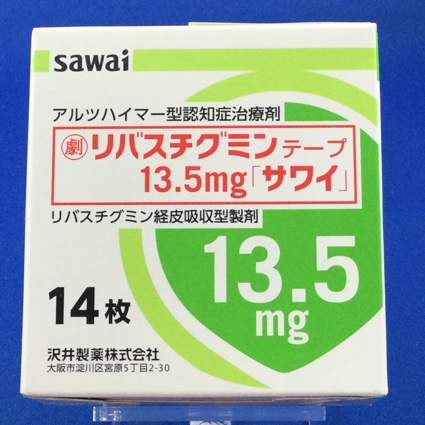 sawai
アルツハイマー型認知症治療剤
劇 リバスチグミンテープ
13.5mg「サワイ」
リバスチグミン経皮吸収型製剤
13.5
mg
14枚
沢井製薬株式会社
大阪市淀川区宮原5丁目2-30